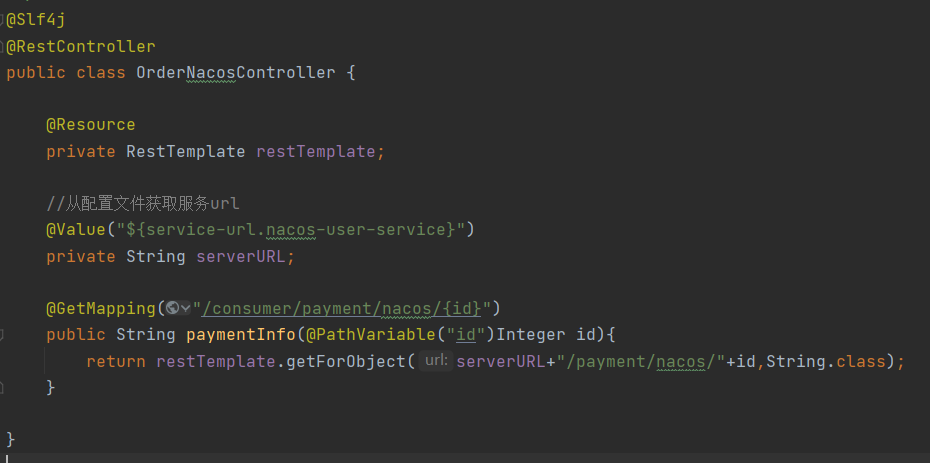 @Slf4j
@RestController
public class OrderNacosController {
@Resource
private RestTemplate restTemplate;
//从配置文件获取服务url
@Value("${service-url.nacos-user-service}")
private String serverURL;
@GetMapping("/consumer/payment/nacos/{id}")
public String paymentInfo(@PathVariable("id")Integer id){
return restTemplate.getForObject( url: serverURL+"/payment/nacos/"+id,String.class);
}
}